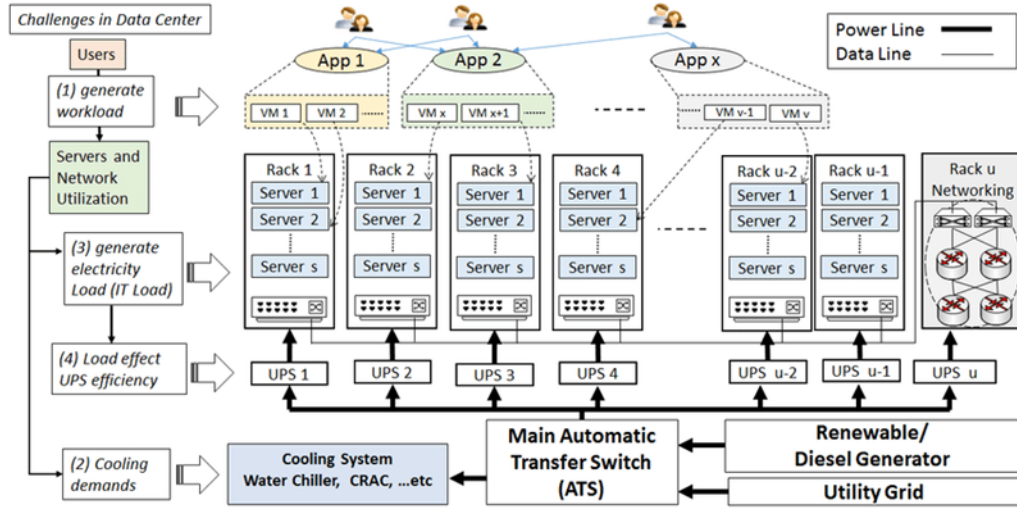 Challenges in Data Center
Users
(1) generate
workload
Servers and
Network
Utilization
(3) generate
electricity
Load (IT Load)
(4) Load effect
UPS efficiency
(2) Cooling
demands
Power Line
Data Line
App 1
App 2
App x
VM 1
VM 2
.......
VM x
VM x+1
.......
VM v-1
VM v
Rack 1
Server 1
Server 2
Server s
Rack 2
Server 1
Server 2
Server s
Rack 3
Server 1
Server 2
Server s
Rack 4
Server 1
Server 2
Server s
Rack u-2
Server 1
Server 2
Server s
Rack u-1
Server 1
Server 2
Server s
Rack u
Networking
UPS 1
UPS 2
UPS 3
UPS 4
UPS u-2
UPS u-1
UPS u
Cooling System
Water Chiller, CRAC, ...etc
Main Automatic
Transfer Switch
(ATS)
Renewable/
Diesel Generator
Utility Grid